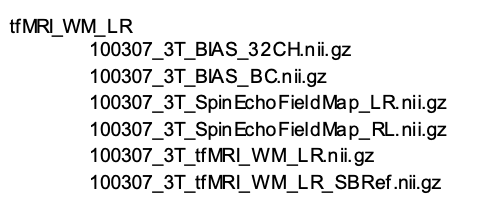 tfMRI_WM_LR
100307_3T_BIAS_32CH.nii.gz
100307_3T_BIAS_BC.nii.gz
100307_3T_SpinEchoFieldMap_LR.nii.gz
100307_3T_SpinEchoFieldMap_RL.nii.gz
100307_3T_tfMRI_WM_LR.nii.gz
100307_3T_tfMRI_WM_LR_SBRef.nii.gz